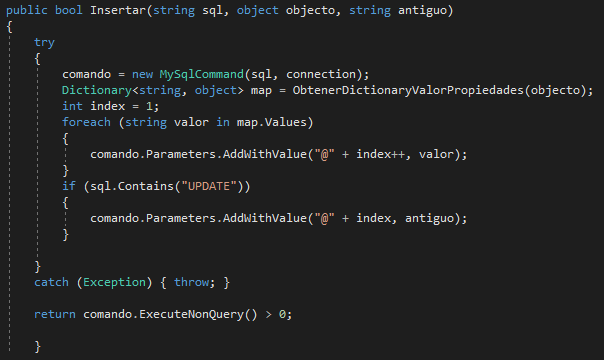 public bool Insertar(string sql, object objecto, string antiguo)
{
try
{
comando = new MySqlCommand(sql, connection);
Dictionary<string, object> map = ObtenerDictionaryValorPropiedades(objecto);
int index = 1;
foreach (string valor in map.Values)
{
comando.Parameters.AddWithValue("@" + index++, valor);
}
if (sql.Contains("UPDATE"))
{
comando.Parameters.AddWithValue("@" + index, antiguo);
}
}
catch (Exception) { throw; }
return comando.ExecuteNonQuery() > 0;
}